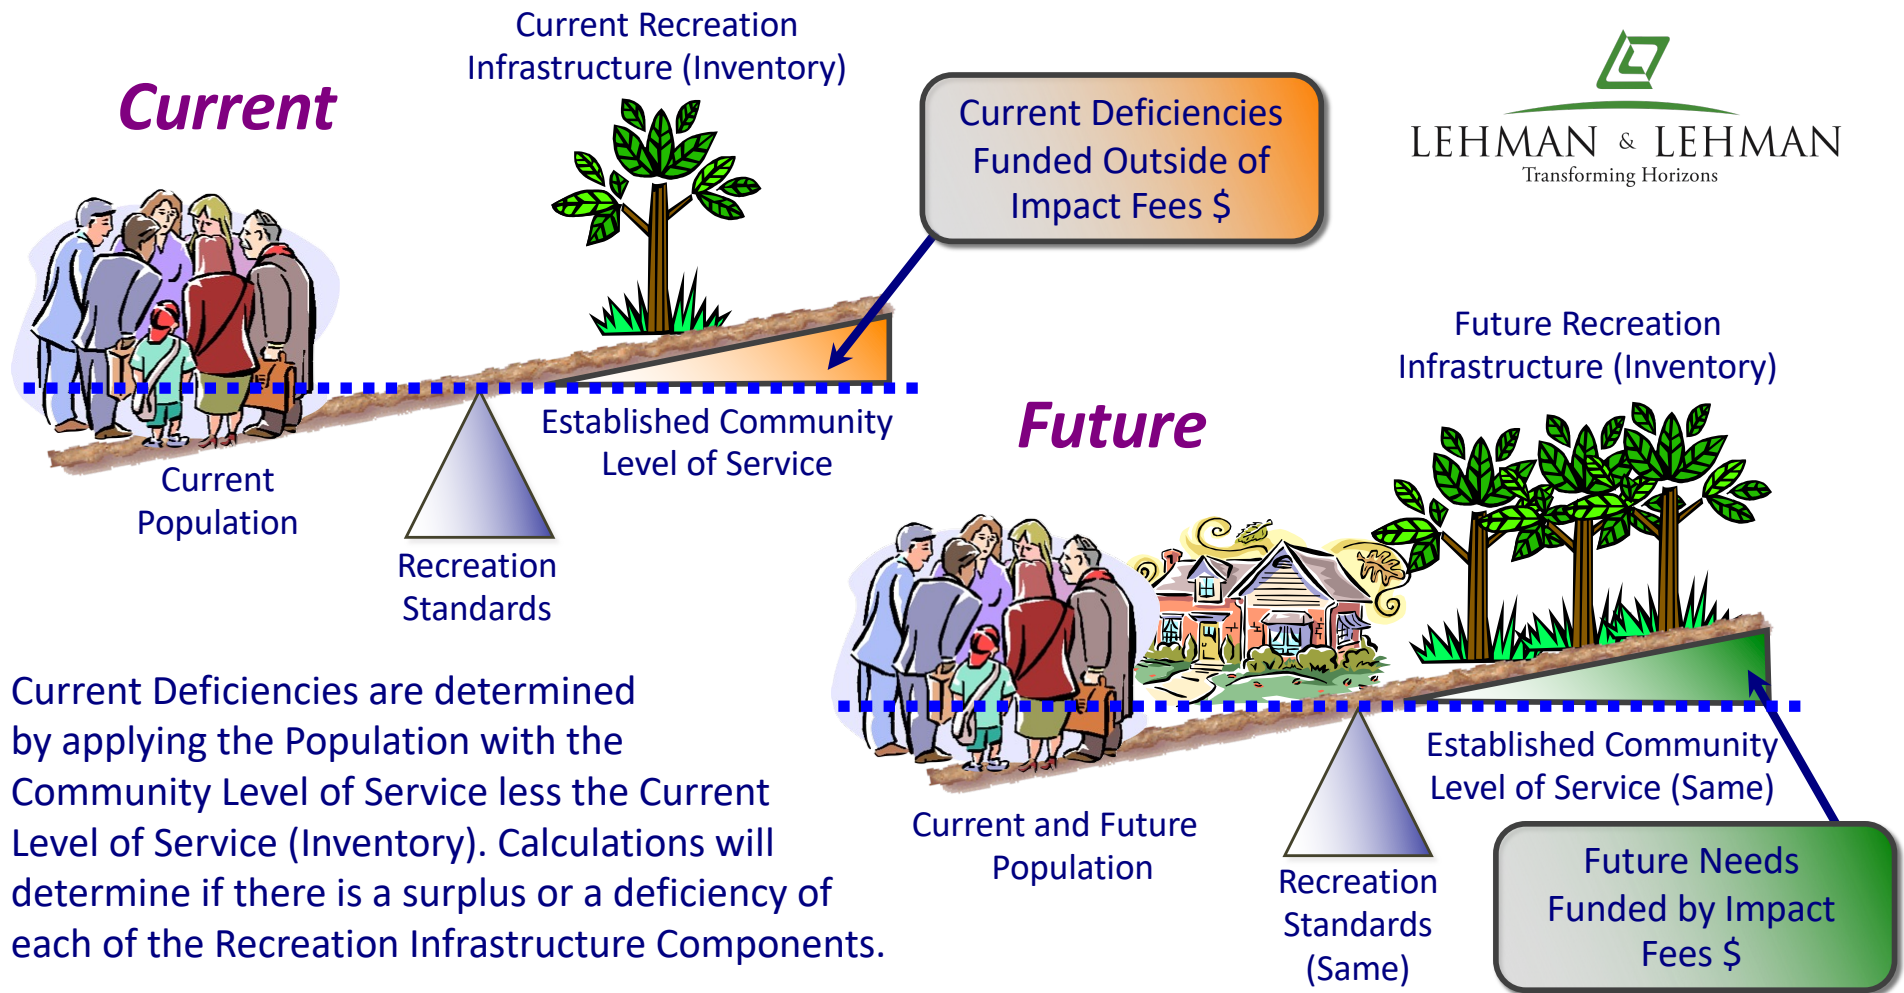 Current
Current Recreation
Infrastructure (Inventory)
Current Deficiencies
Funded Outside of
Impact Fees $
LEHMAN & LEHMAN
Transforming Horizons
Current
Population
Recreation
Standards
Established Community
Level of Service
Future
Future Recreation
Infrastructure (Inventory)
Current and Future
Population
Recreation
Standards
(Same)
Established Community
Level of Service (Same)
Future Needs
Funded by Impact
Fees $
Current Deficiencies are determined
by applying the Population with the
Community Level of Service less the Current
Level of Service (Inventory). Calculations will
determine if there is a surplus or a deficiency of
each of the Recreation Infrastructure Components.